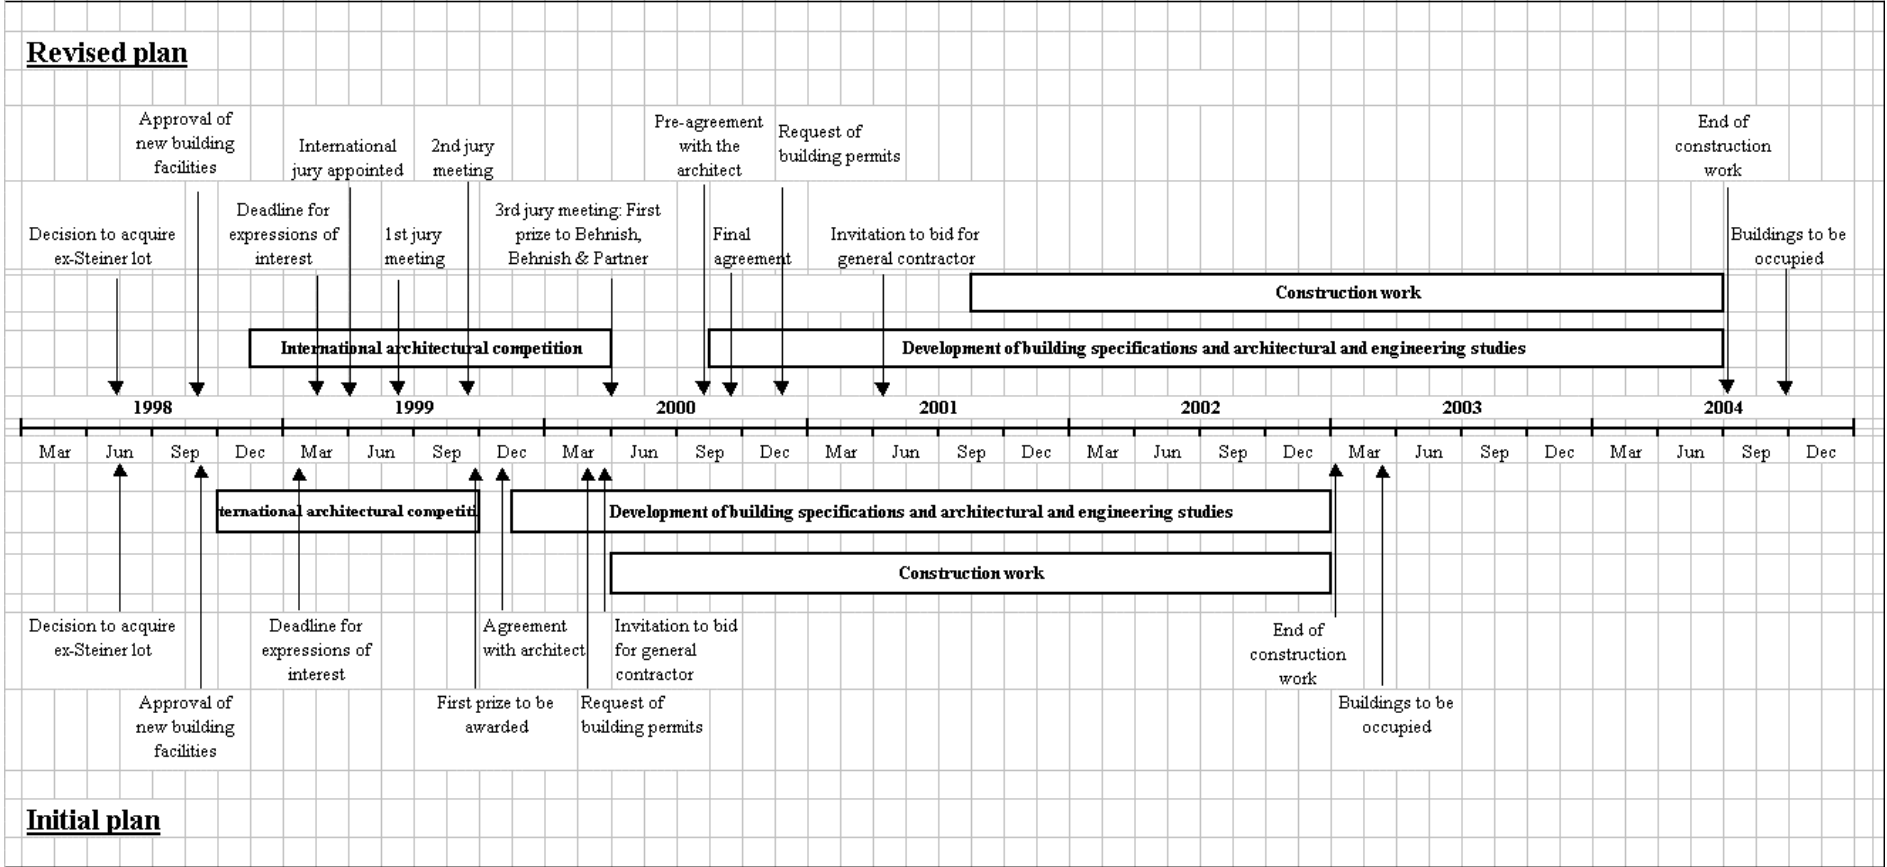 Revised plan
Approval of
new building
facilities
International
jury appointed
2nd jury
meeting
Pre-agreement
with the
architect
Request of
building permits
End of
construction
work
Decision to acquire
ex-Steiner lot
Deadline for
expressions of
interest
1st jury
meeting
3rd jury meeting: First
prize to Behnish,
Behnish & Partner
Final
agreement
Invitation to bid for
general contractor
Buildings to be
occupied
Construction work
International architectural competition
Development of building specifications and architectural and engineering studies
1998 1999 2000 2001 2002 2003 2004
Mar Jun Sep Dec Mar Jun Sep Dec Mar Jun Sep Dec Mar Jun Sep Dec Mar Jun Sep Dec Mar Jun Sep Dec Mar Jun Sep Dec
ternational architectural competiti
Development of building specifications and architectural and engineering studies
Construction work
Decision to acquire
ex-Steiner lot
Deadline for
expressions of
interest
Agreement
with architect
Invitation to bid
for general
contractor
End of
construction
work
Approval of
new building
facilities
First prize to be
awarded
Request of
building permits
Buildings to be
occupied
Initial plan